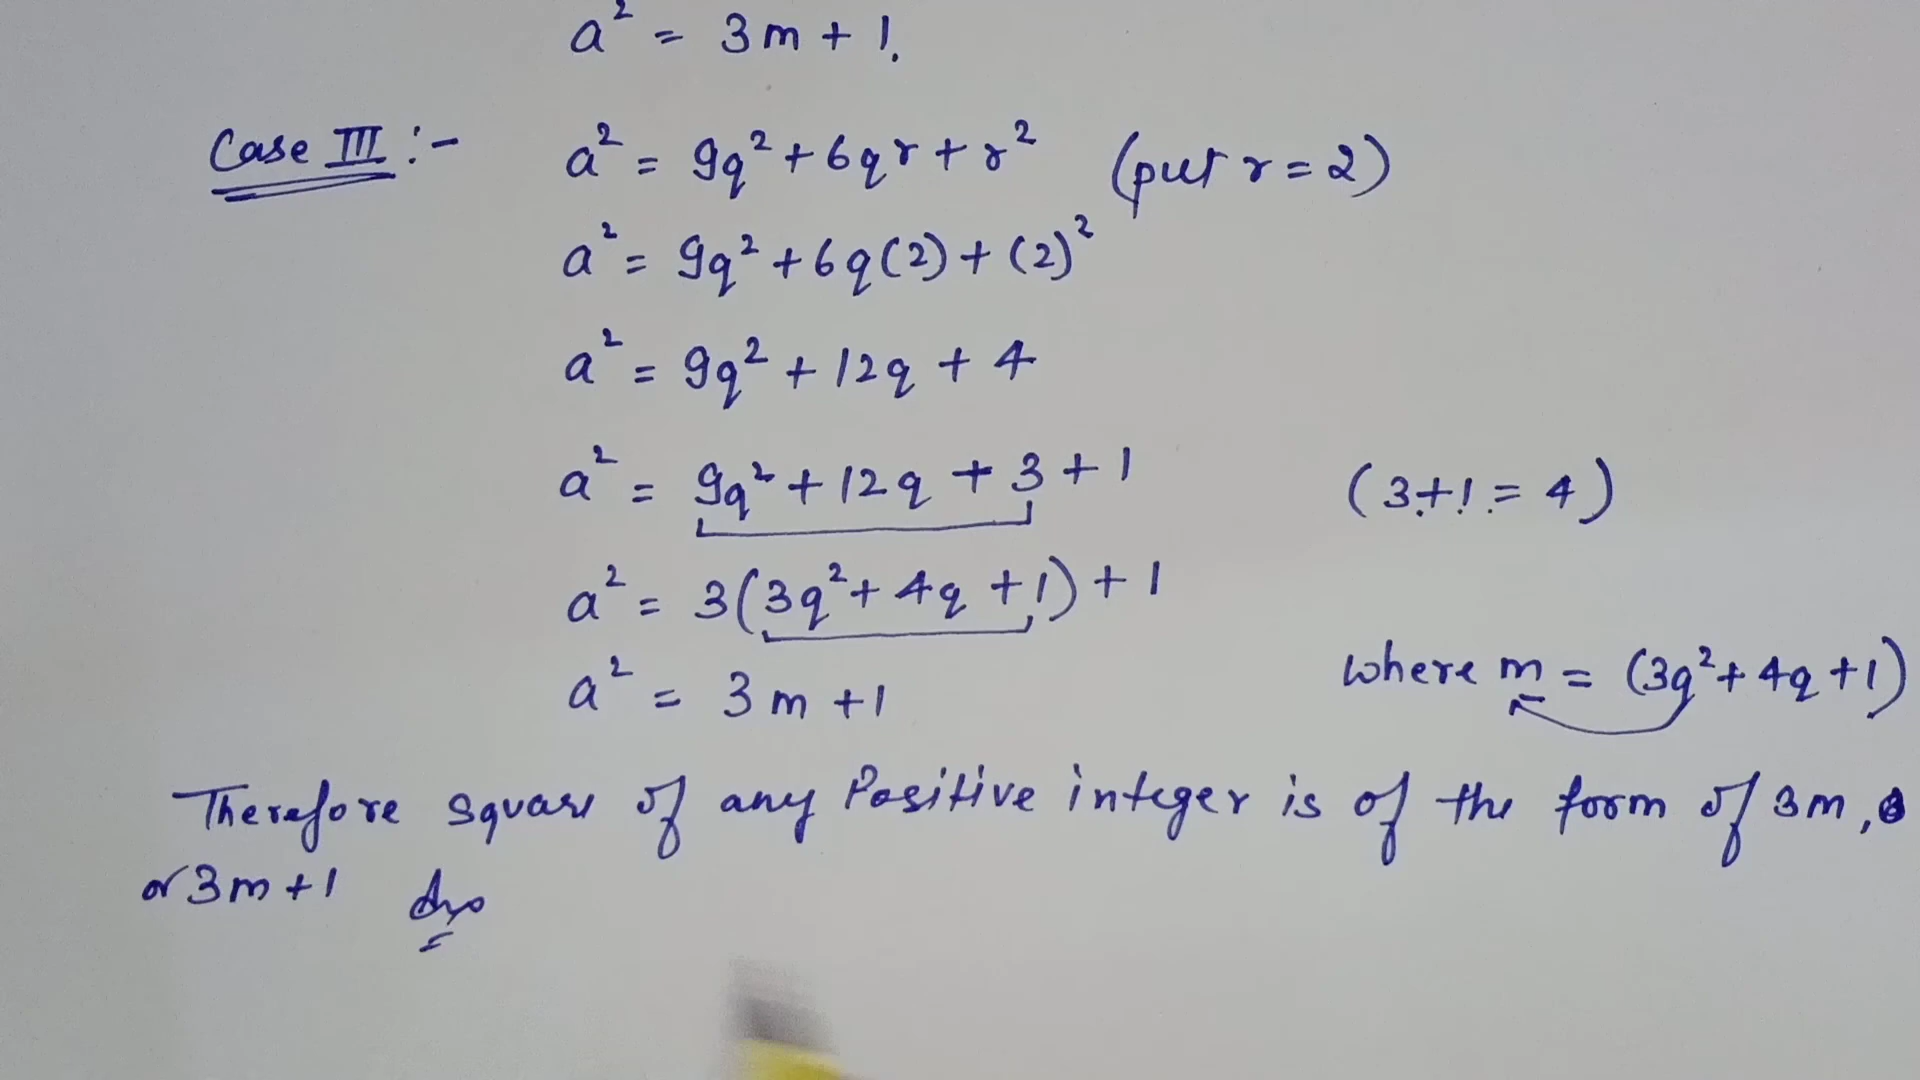 a² = 3m + 1.
Case III :- a² = 9q² + 6qr + r² (put r = 2)
a² = 9q² + 6q(2) + (2)²
a² = 9q² + 12q + 4
a² = 9q² + 12q + 3 + 1 (3+1 = 4)
a² = 3(3q² + 4q + 1) + 1
a² = 3m + 1 where m = (3q² + 4q + 1)
Therefore square of any Positive integer is of the form of 3m,
or 3m + 1 Ans